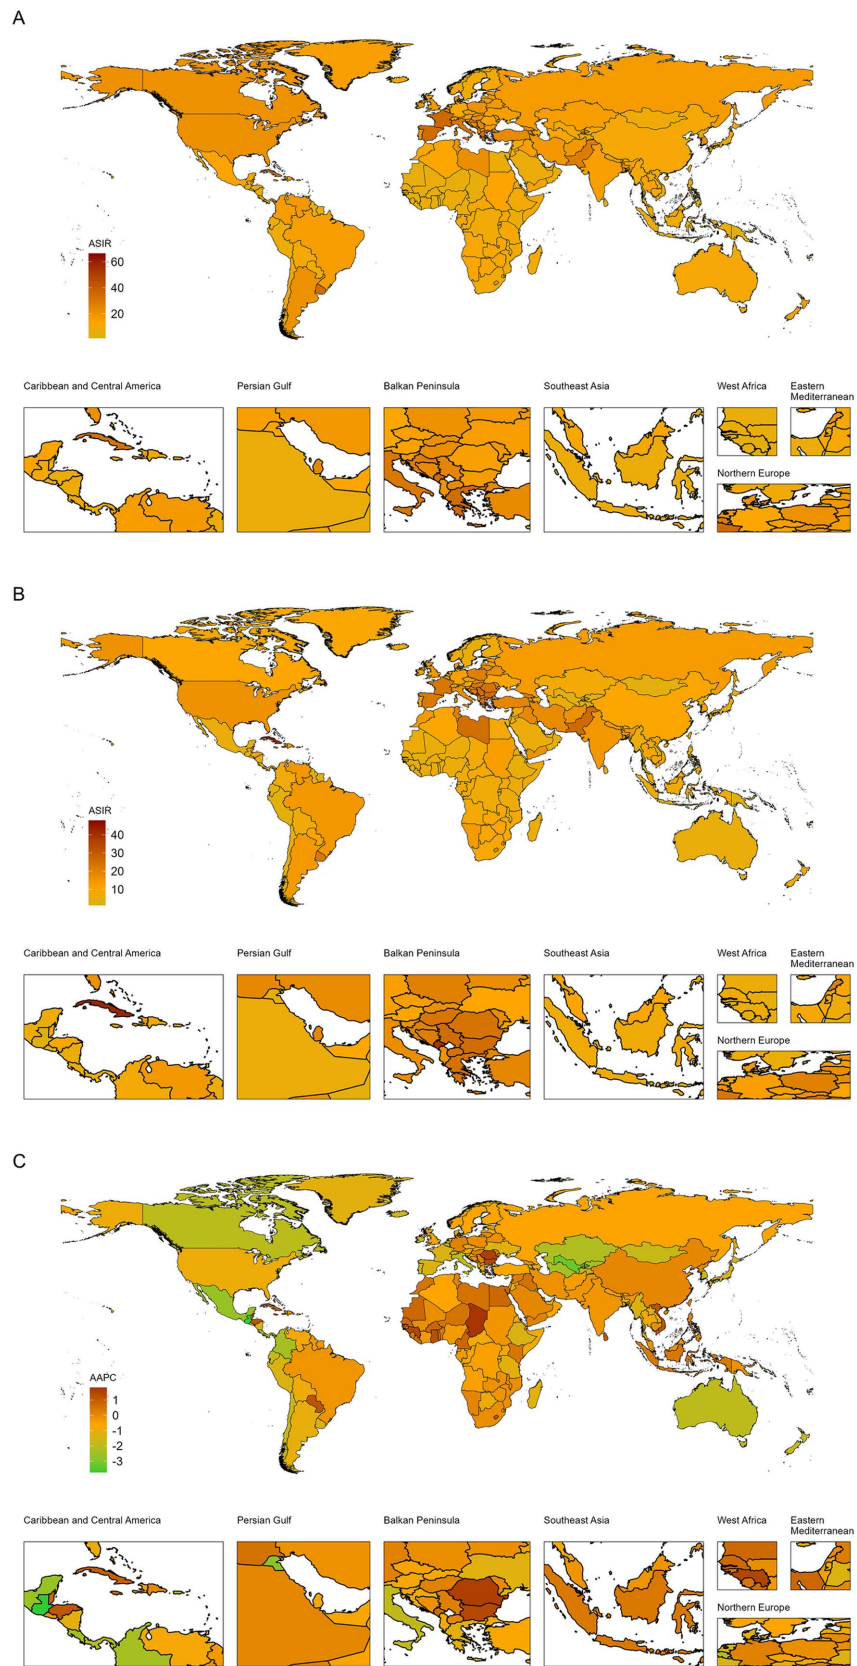 A
ASIR
60
40
20
Caribbean and Central America
Persian Gulf
Balkan Peninsula
Southeast Asia
West Africa
Eastern
Mediterranean
Northern Europe
B
ASIR
40
30
20
10
Caribbean and Central America
Persian Gulf
Balkan Peninsula
Southeast Asia
West Africa
Eastern
Mediterranean
Northern Europe
C
AAPC
1
0
-1
-2
-3
Caribbean and Central America
Persian Gulf
Balkan Peninsula
Southeast Asia
West Africa
Eastern
Mediterranean
Northern Europe